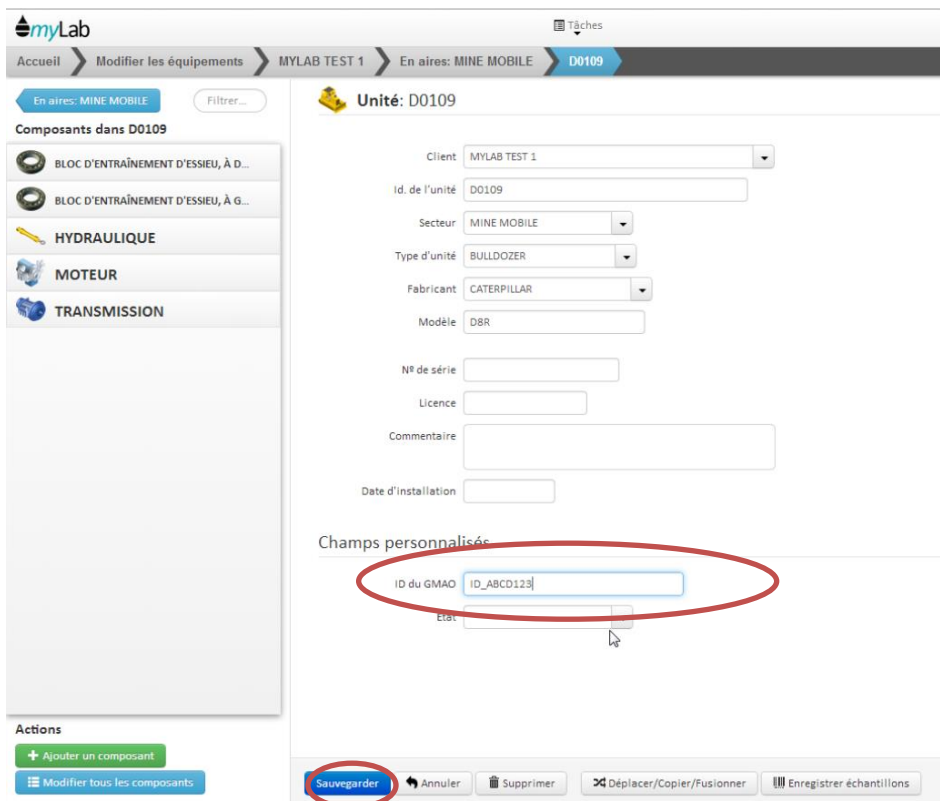 myLab
Tâches
Accueil Modifier les équipements MYLAB TEST 1 En aires: MINE MOBILE D0109
En aires: MINE MOBILE Filtrer...
Composants dans D0109
BLOC D'ENTRAÎNEMENT D'ESSIEU, À D...
BLOC D'ENTRAÎNEMENT D'ESSIEU, À G...
HYDRAULIQUE
MOTEUR
TRANSMISSION
Actions
+ Ajouter un composant
Modifier tous les composants
Unité: D0109
Client MYLAB TEST 1
Id. de l'unité D0109
Secteur MINE MOBILE
Type d'unité BULLDOZER
Fabricant CATERPILLAR
Modèle D8R
Nº de série
Licence
Commentaire
Date d'installation
Champs personnalisés
ID du GMAO ID_ABCD123
État
Sauvegarder Annuler Supprimer Déplacer/Copier/Fusionner Enregistrer échantillons